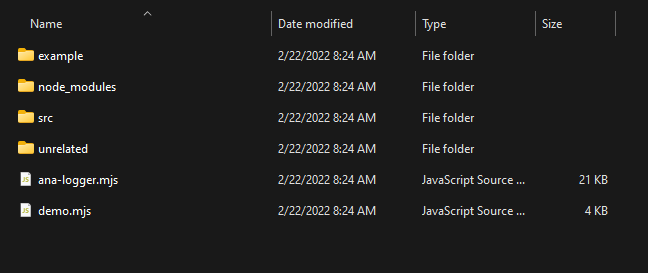 Name Date modified Type Size
example 2/22/2022 8:24 AM File folder
node_modules 2/22/2022 8:24 AM File folder
src 2/22/2022 8:24 AM File folder
unrelated 2/22/2022 8:24 AM File folder
ana-logger.mjs 2/22/2022 8:24 AM JavaScript Source ... 21 KB
demo.mjs 2/22/2022 8:24 AM JavaScript Source ... 4 KB